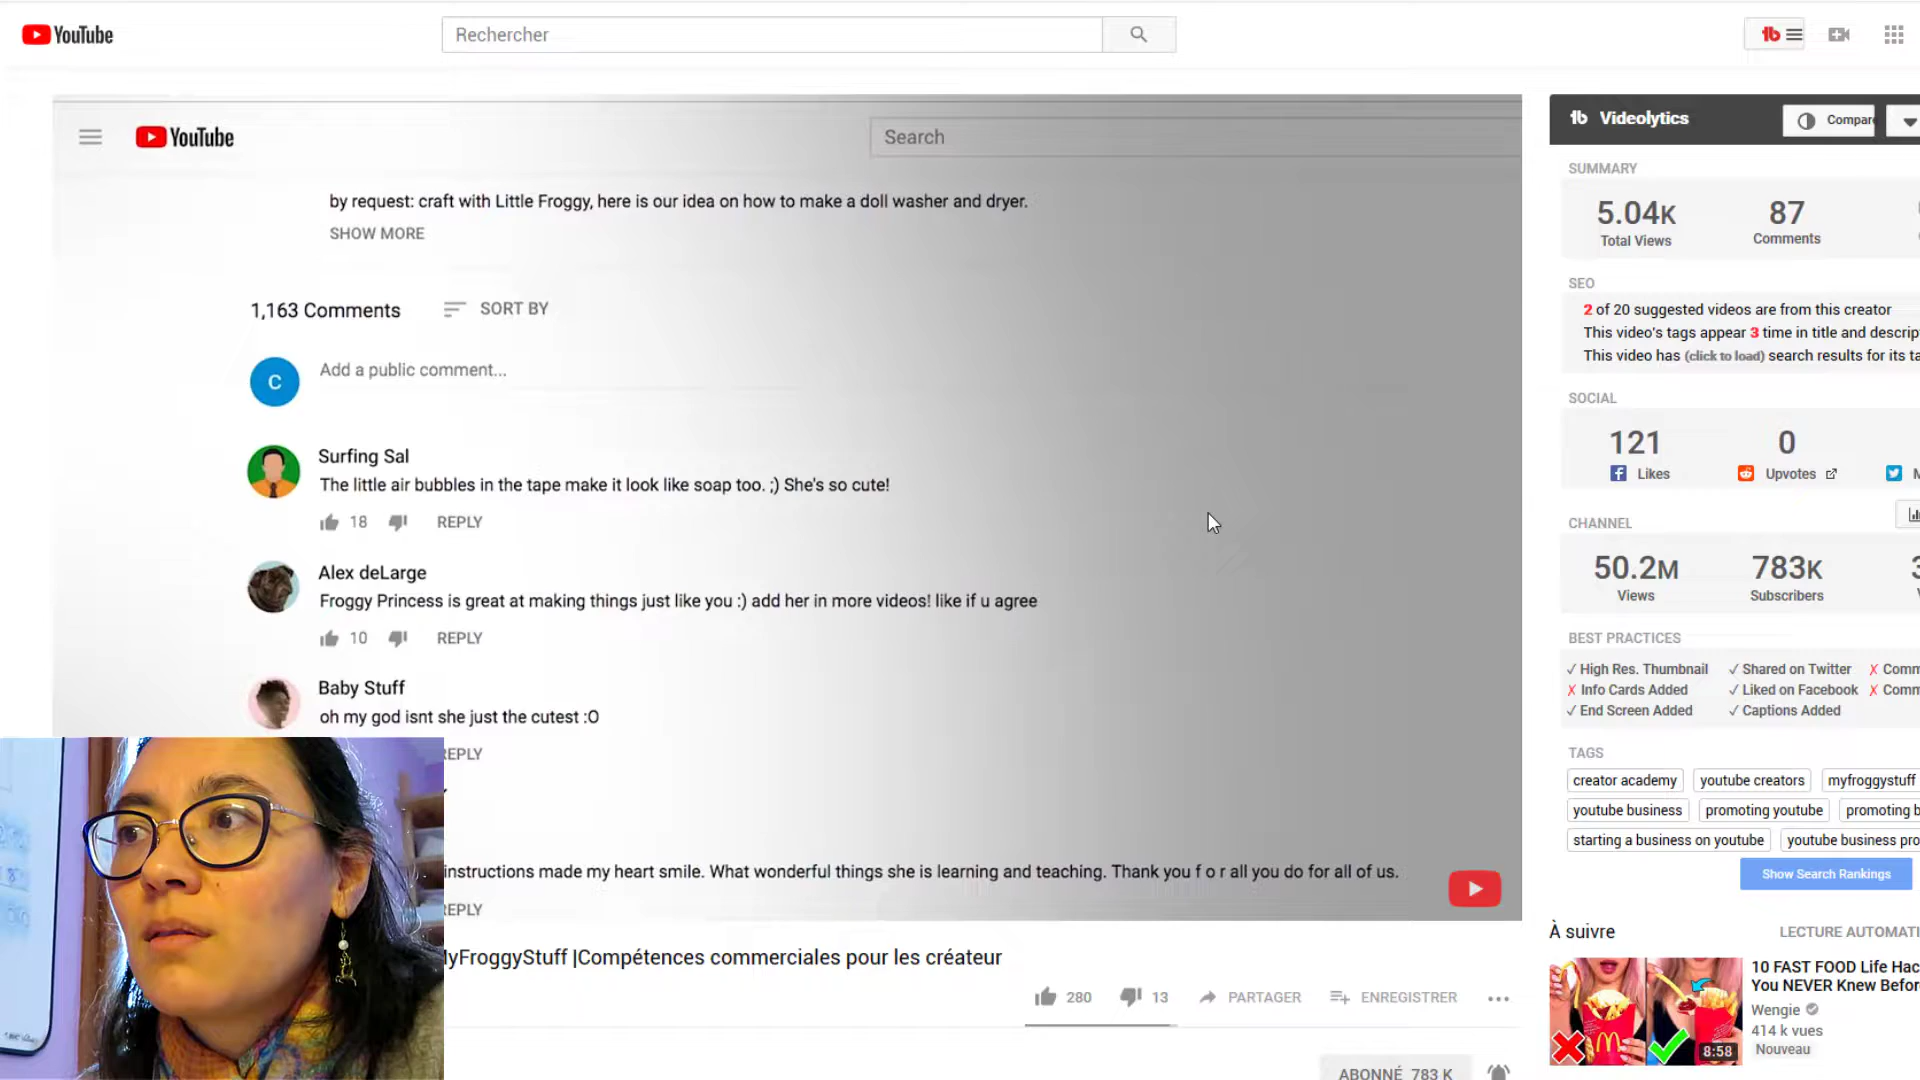 YouTube
Rechercher
YouTube
Search
by request: craft with Little Froggy, here is our idea on how to make a doll washer and dryer.
SHOW MORE
1,163 Comments
SORT BY
C
Add a public comment...
Surfing Sal
The little air bubbles in the tape make it look like soap too. ;) She's so cute!
18
REPLY
Alex deLarge
Froggy Princess is great at making things just like you :) add her in more videos! like if u agree
10
REPLY
Baby Stuff
oh my god isnt she just the cutest :O
EPLY
instructions made my heart smile. What wonderful things she is learning and teaching. Thank you f o r all you do for all of us.
EPLY
MyFroggyStuff |Compétences commerciales pour les créateur
280
13
PARTAGER
ENREGISTRER
ABONNÉ 783 K
Videolytics
Compar
SUMMARY
5.04K
87
Total Views
Comments
SEO
2 of 20 suggested videos are from this creator
This video's tags appear 3 time in title and descrip
This video has (click to load) search results for its ta
SOCIAL
121
0
Likes
Upvotes
CHANNEL
50.2M
783K
Views
Subscribers
BEST PRACTICES
✓ High Res. Thumbnail ✓ Shared on Twitter ✗ Comm
✗ Info Cards Added ✓ Liked on Facebook ✗ Comm
✓ End Screen Added ✓ Captions Added
TAGS
creator academy youtube creators myfroggystuff
youtube business promoting youtube promoting b
starting a business on youtube youtube business pro
Show Search Rankings
À suivre
LECTURE AUTOMATI
10 FAST FOOD Life Hac
You NEVER Knew Befor
Wengie
414 k vues
Nouveau
8:58